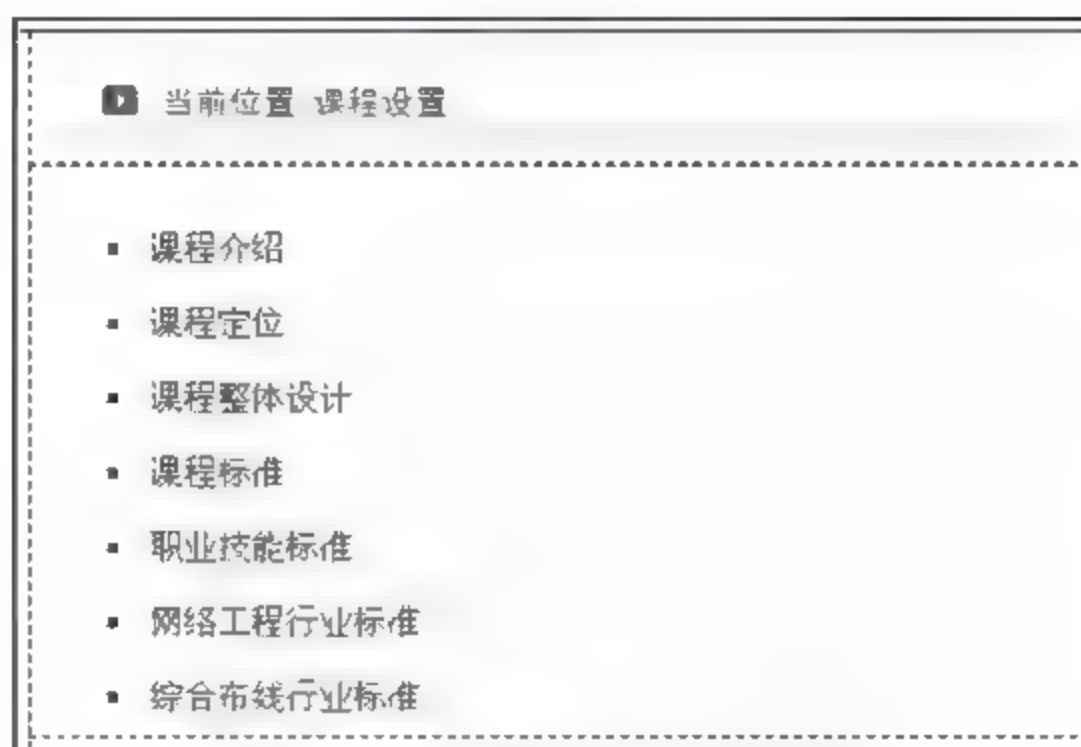 当前位置 课程设置
课程介绍
课程定位
课程整体设计
课程标准
职业技能标准
网络工程行业标准
综合布线行业标准